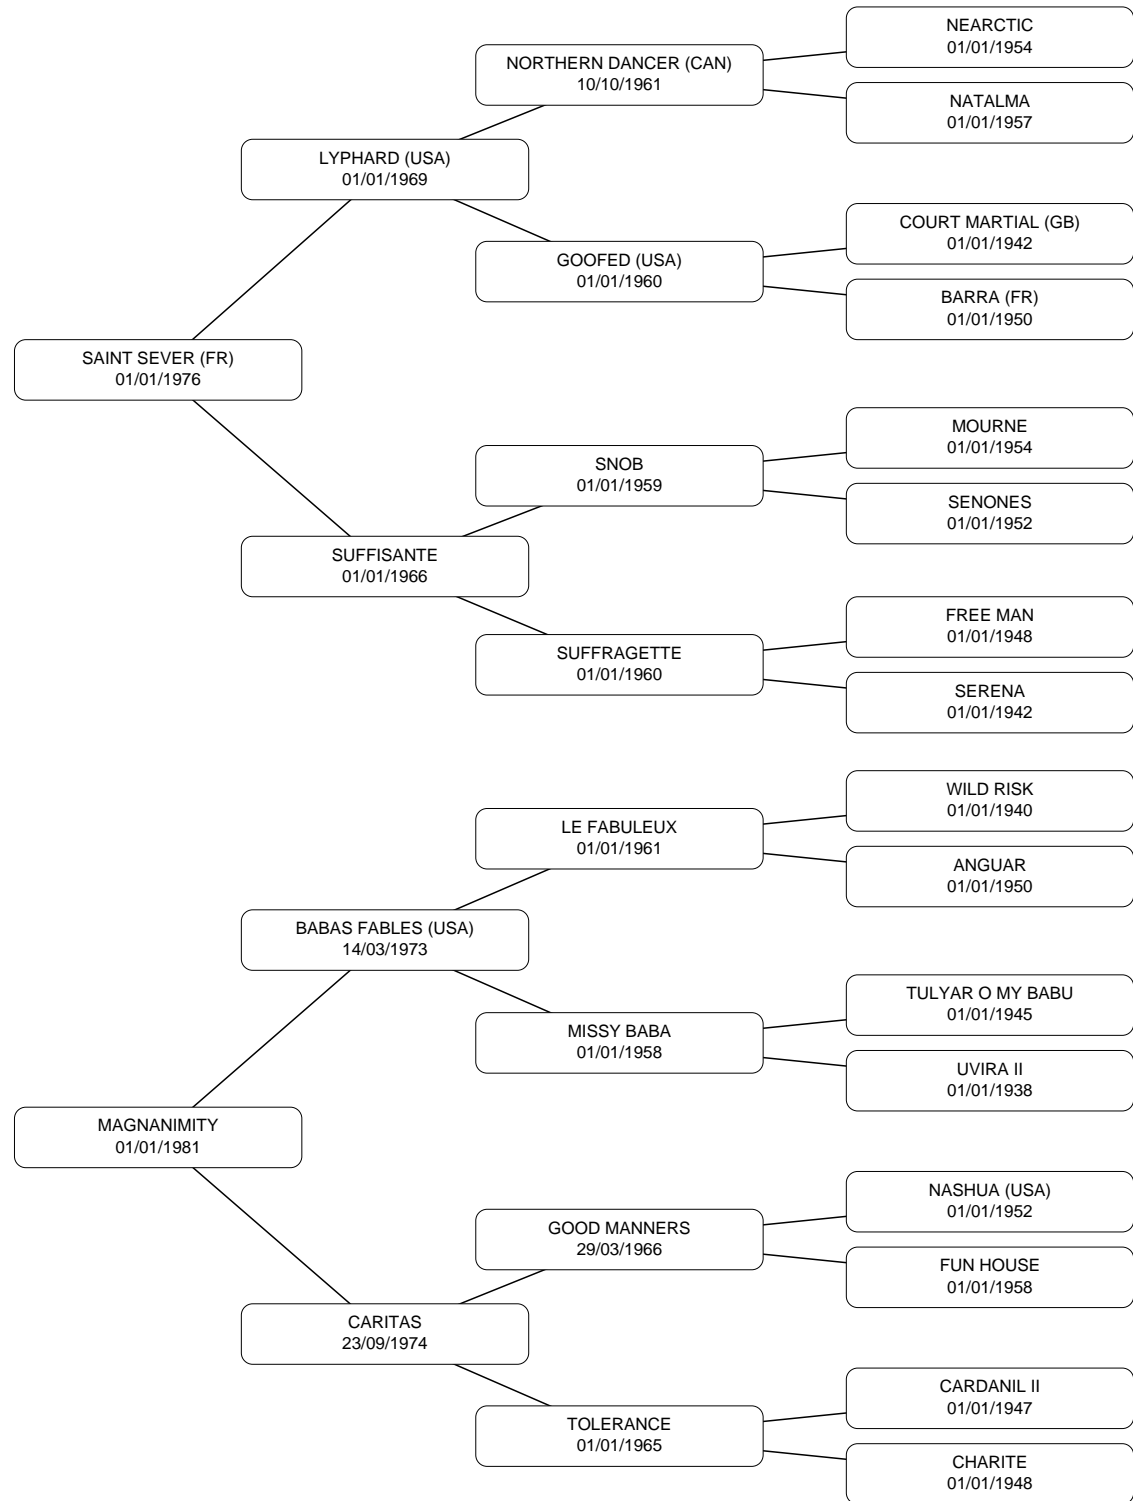 NEARCTIC
01/01/1954
NORTHERN DANCER (CAN)
10/10/1961
NATALMA
01/01/1957
LYPHARD (USA)
01/01/1969
COURT MARTIAL (GB)
01/01/1942
GOOFED (USA)
01/01/1960
BARRA (FR)
01/01/1950
SAINT SEVER (FR)
01/01/1976
MOURNE
01/01/1954
SNOB
01/01/1959
SENONES
01/01/1952
SUFFISANTE
01/01/1966
FREE MAN
01/01/1948
SUFFRAGETTE
01/01/1960
SERENA
01/01/1942
WILD RISK
01/01/1940
LE FABULEUX
01/01/1961
ANGUAR
01/01/1950
BABAS FABLES (USA)
14/03/1973
TULYAR O MY BABU
01/01/1945
MISSY BABA
01/01/1958
UVIRA II
01/01/1938
MAGNANIMITY
01/01/1981
NASHUA (USA)
01/01/1952
GOOD MANNERS
29/03/1966
FUN HOUSE
01/01/1958
CARITAS
23/09/1974
CARDANIL II
01/01/1947
TOLERANCE
01/01/1965
CHARITE
01/01/1948